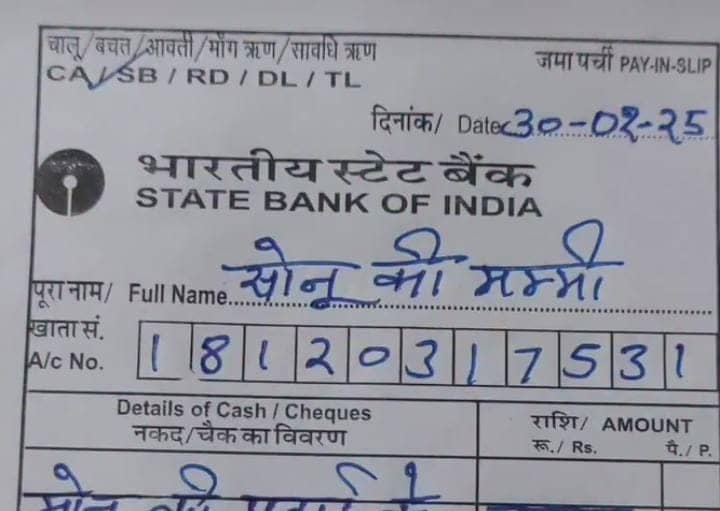 चालू/बचत/आवती/माँग ऋण/सावधि ऋण
जमा पर्ची PAY-IN-SLIP
CA/SB / RD / DL / TL
दिनांक/ Date 30-02-25
भारतीय स्टेट बैंक
STATE BANK OF INDIA
पूरा नाम/ Full Name सोनू की मम्मी
खाता सं.
A/c No. 1 8 1 2 0 3 1 7 5 3 1
Details of Cash / Cheques
नकद/चैक का विवरण
राशि/ AMOUNT
रू./ Rs. पै./ P.